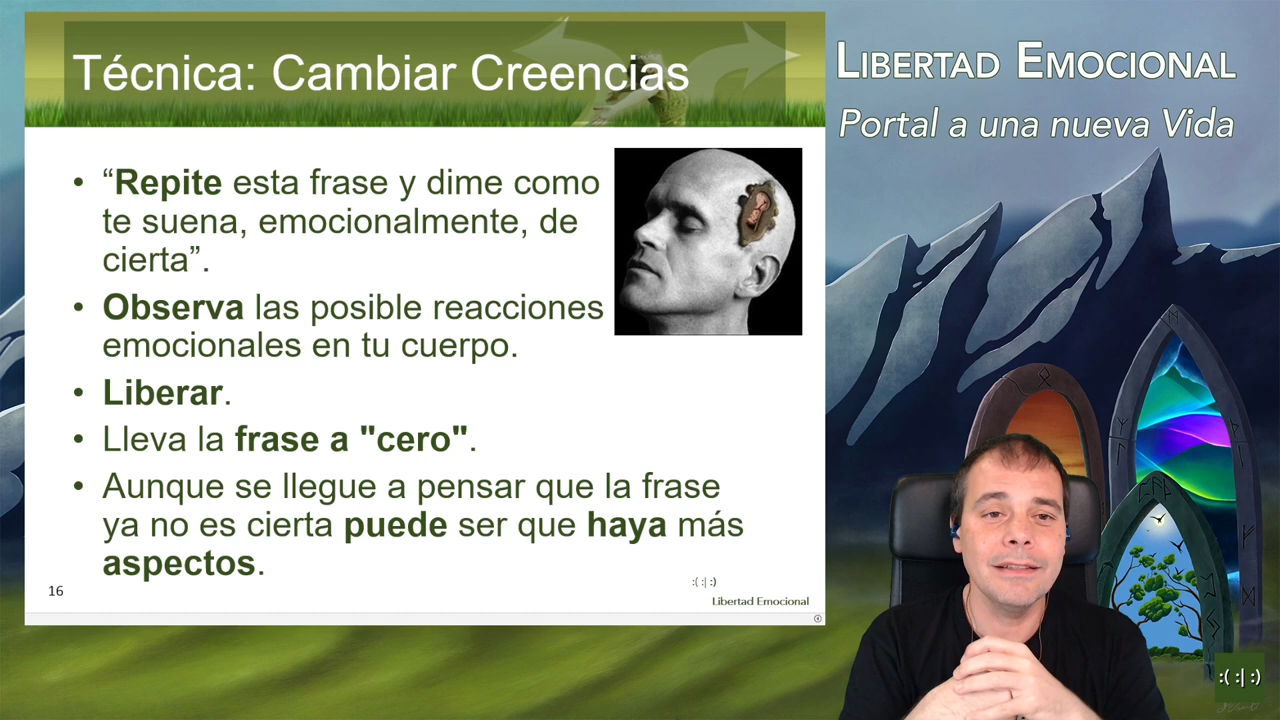 Técnica: Cambiar Creencias
LIBERTAD EMOCIONAL
Portal a una nueva Vida
• “Repite esta frase y dime como
te suena, emocionalmente, de
cierta”.
• Observa las posible reacciones
emocionales en tu cuerpo.
• Liberar.
• Lleva la frase a "cero".
• Aunque se llegue a pensar que la frase
ya no es cierta puede ser que haya más
aspectos.
16
:( :| :)
Libertad Emocional
:( :| :)